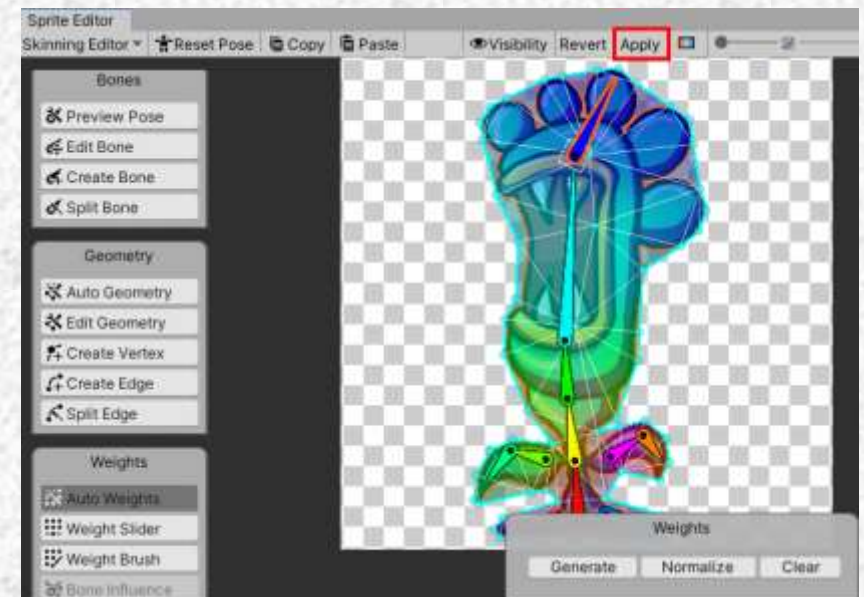 Sprite Editor
Skinning Editor Reset Pose Copy Paste Visibility Revert Apply
Bones
Preview Pose
Edit Bone
Create Bone
Split Bone
Geometry
Auto Geometry
Edit Geometry
Create Vertex
Create Edge
Split Edge
Weights
Auto Weights
Weight Slider
Weight Brush
Bone Influence
Weights
Generate Normalize Clear